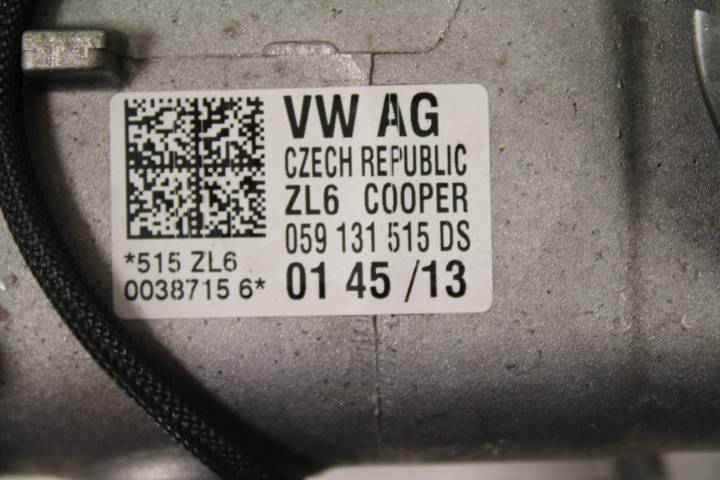 VW AG
CZECH REPUBLIC
ZL6 COOPER
059 131 515 DS
01 45 /13
*515 ZL6
0038715 6*